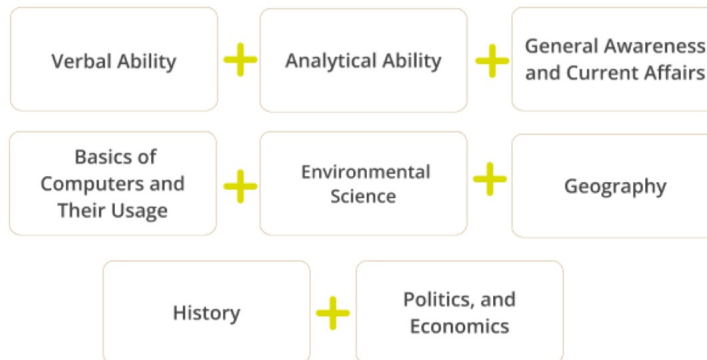 Verbal Ability
Analytical Ability
General Awareness
and Current Affairs
Basics of
Computers and
Their Usage
Environmental
Science
Geography
History
Politics, and
Economics